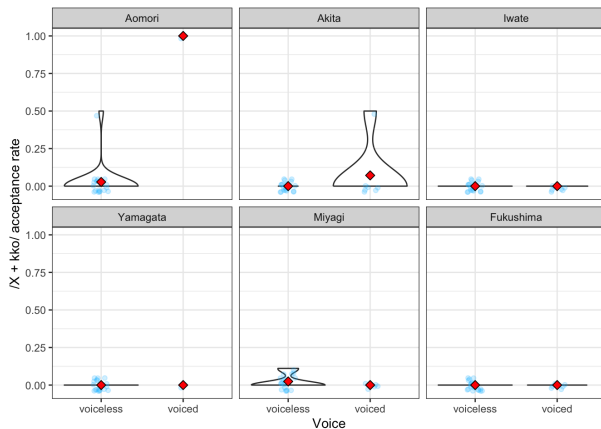 Aomori Akita Iwate
1.00
0.75
0.50
0.25
0.00
Yamagata Miyagi Fukushima
1.00
0.75
0.50
0.25
0.00
/X + kko/ acceptance rate
voiceless voiced voiceless voiced voiceless voiced
Voice